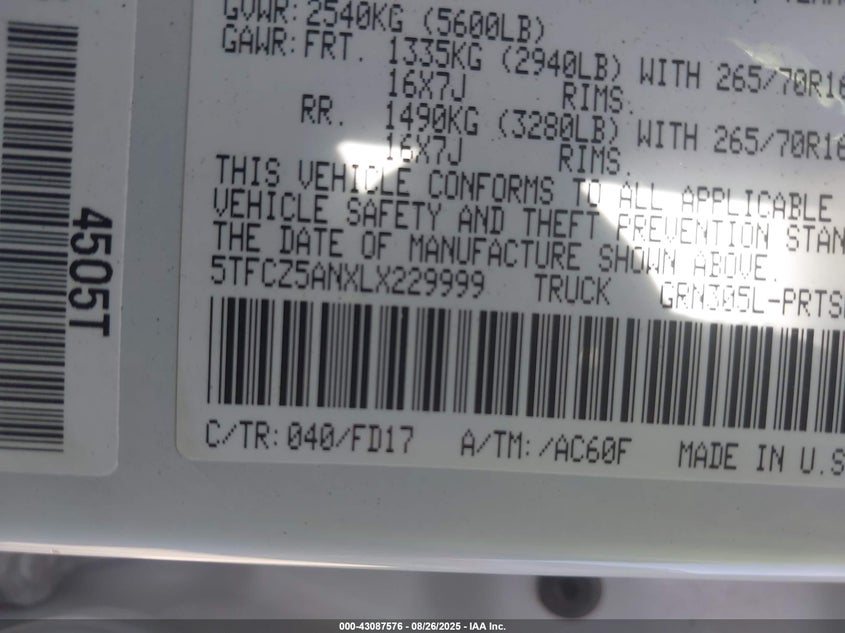 GVWR: 2540KG (5600LB)
GAWR: FRT. 1335KG (2940LB) WITH 265/70R16
16X7J RIMS.
RR. 1490KG (3280LB) WITH 265/70R16
16X7J RIMS.
THIS VEHICLE CONFORMS TO ALL APPLICABLE
VEHICLE SAFETY AND THEFT PREVENTION STAN
THE DATE OF MANUFACTURE SHOWN ABOVE.
5TFCZ5ANXLX229999 TRUCK GRN305L-PRTS
C/TR: 040/FD17 A/TM: /AC60F MADE IN U.S
4505T
000-43087576 - 08/26/2025 - IAA Inc.